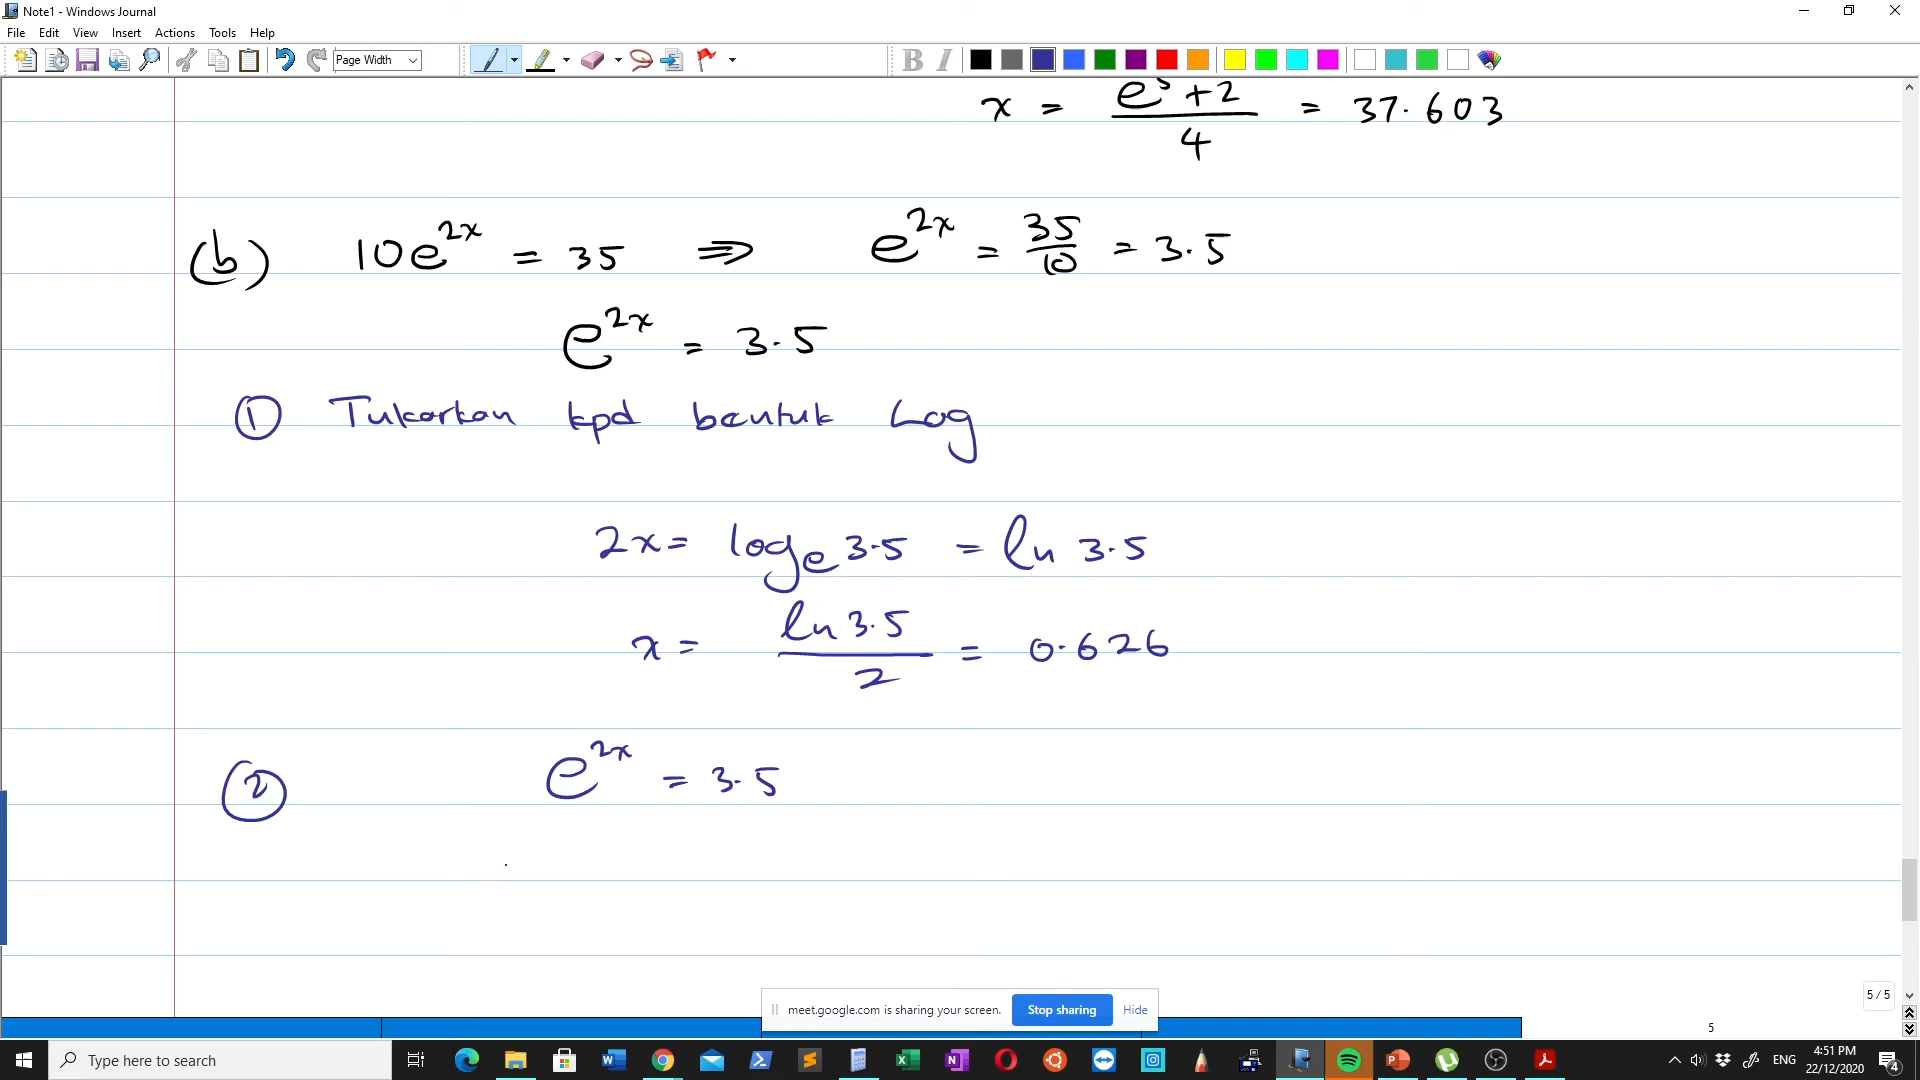 Note1 - Windows Journal
File Edit View Insert Actions Tools Help
Page Width
B I
x = e⁵ + 2 / 4 = 37.603
(b) 10e^2x = 35 ⇒ e^2x = 35/10 = 3.5
e^2x = 3.5
① Tukarkan kpd bentuk Log
2x = log_e 3.5 = ln 3.5
x = ln 3.5 / 2 = 0.626
② e^2x = 3.5
5 / 5
meet.google.com is sharing your screen. Stop sharing Hide
5
Type here to search
ENG
4:51 PM
22/12/2020
4